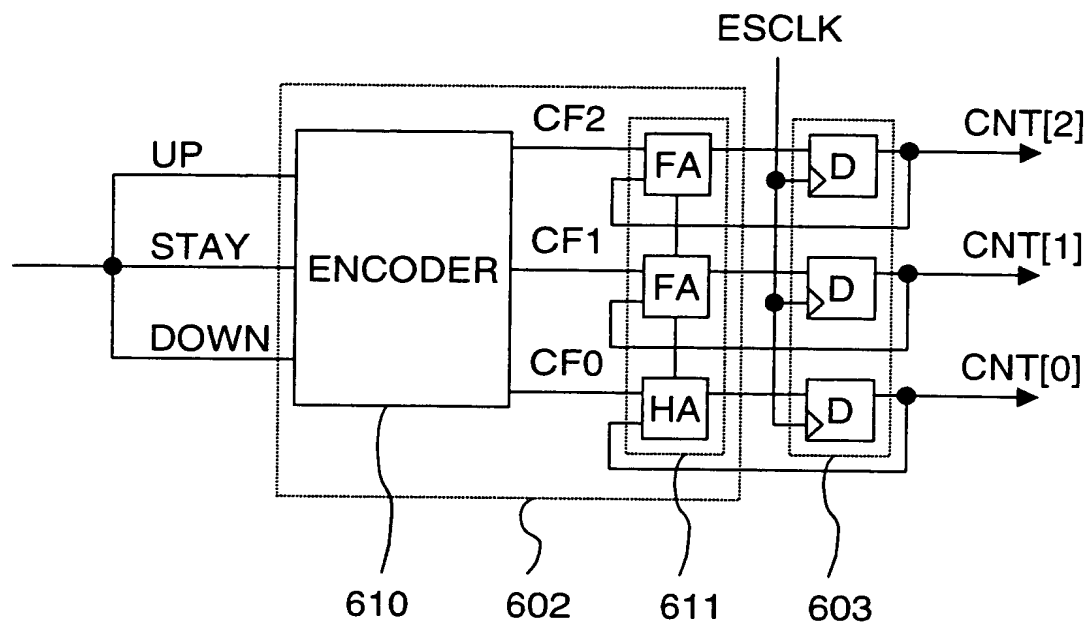 ESCLK
CF2
CNT[2]
UP
FA
D
STAY
CF1
CNT[1]
ENCODER
FA
D
DOWN
CF0
CNT[0]
HA
D
610
602
611
603